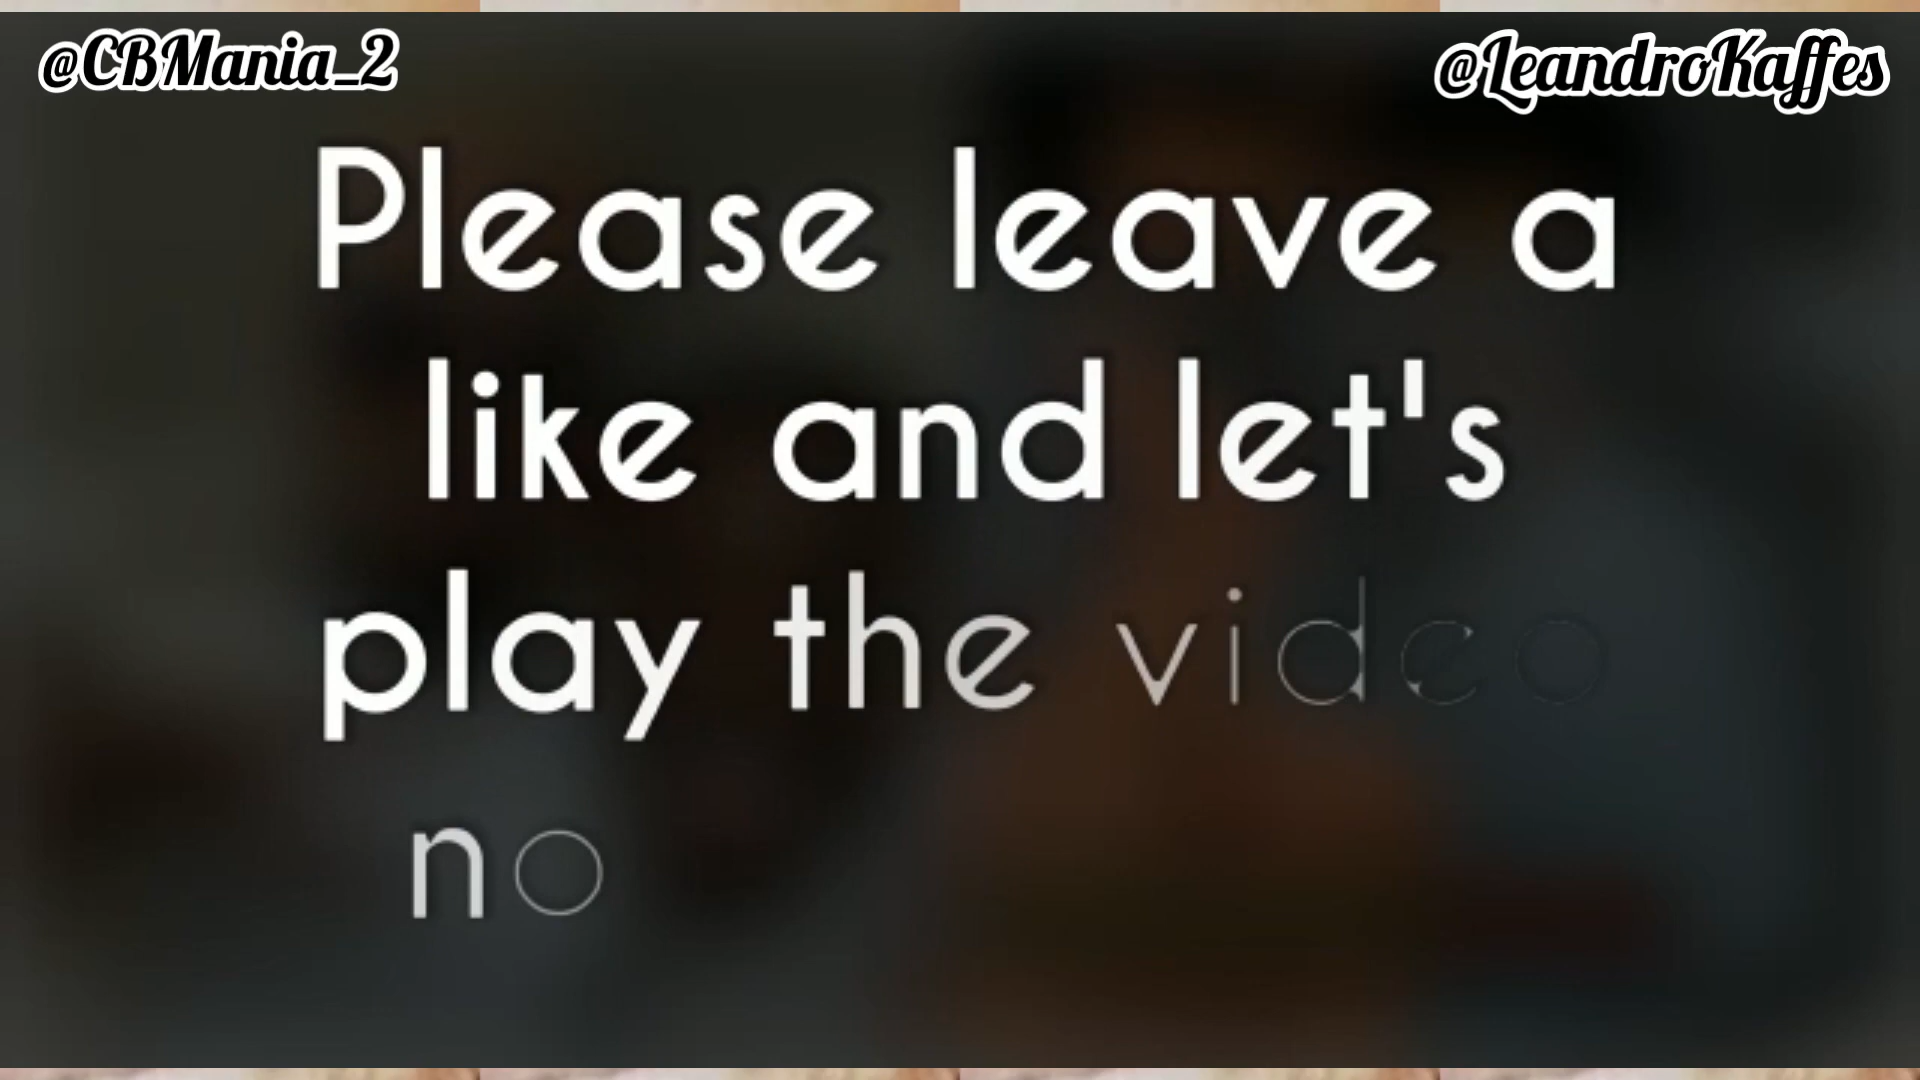 @CBMania_2
@LeandroKaffes
Please leave a
like and let's
play the video
no